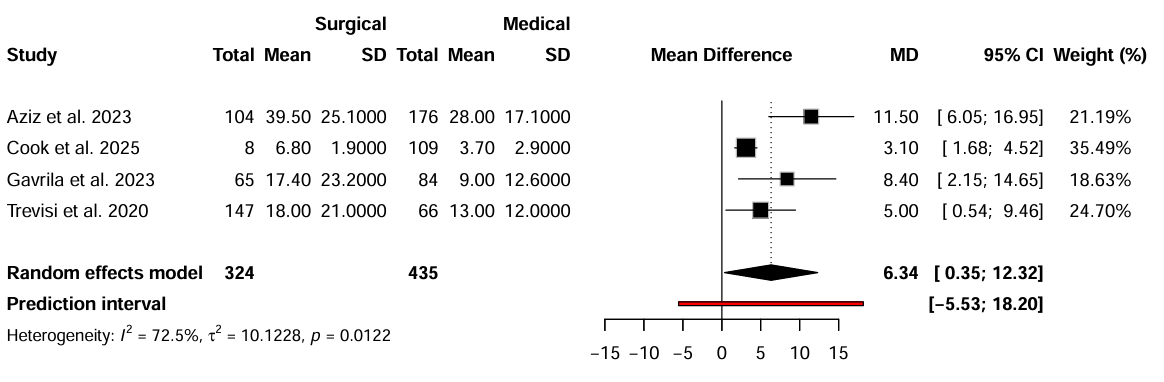 Surgical Medical
Study Total Mean SD Total Mean SD Mean Difference MD 95% CI Weight (%)
Aziz et al. 2023 104 39.50 25.1000 176 28.00 17.1000 11.50 [ 6.05; 16.95] 21.19%
Cook et al. 2025 8 6.80 1.9000 109 3.70 2.9000 3.10 [ 1.68; 4.52] 35.49%
Gavrila et al. 2023 65 17.40 23.2000 84 9.00 12.6000 8.40 [ 2.15; 14.65] 18.63%
Trevisi et al. 2020 147 18.00 21.0000 66 13.00 12.0000 5.00 [ 0.54; 9.46] 24.70%
Random effects model 324 435 6.34 [ 0.35; 12.32]
Prediction interval [−5.53; 18.20]
Heterogeneity: I² = 72.5%, τ² = 10.1228, p = 0.0122
−15 −10 −5 0 5 10 15